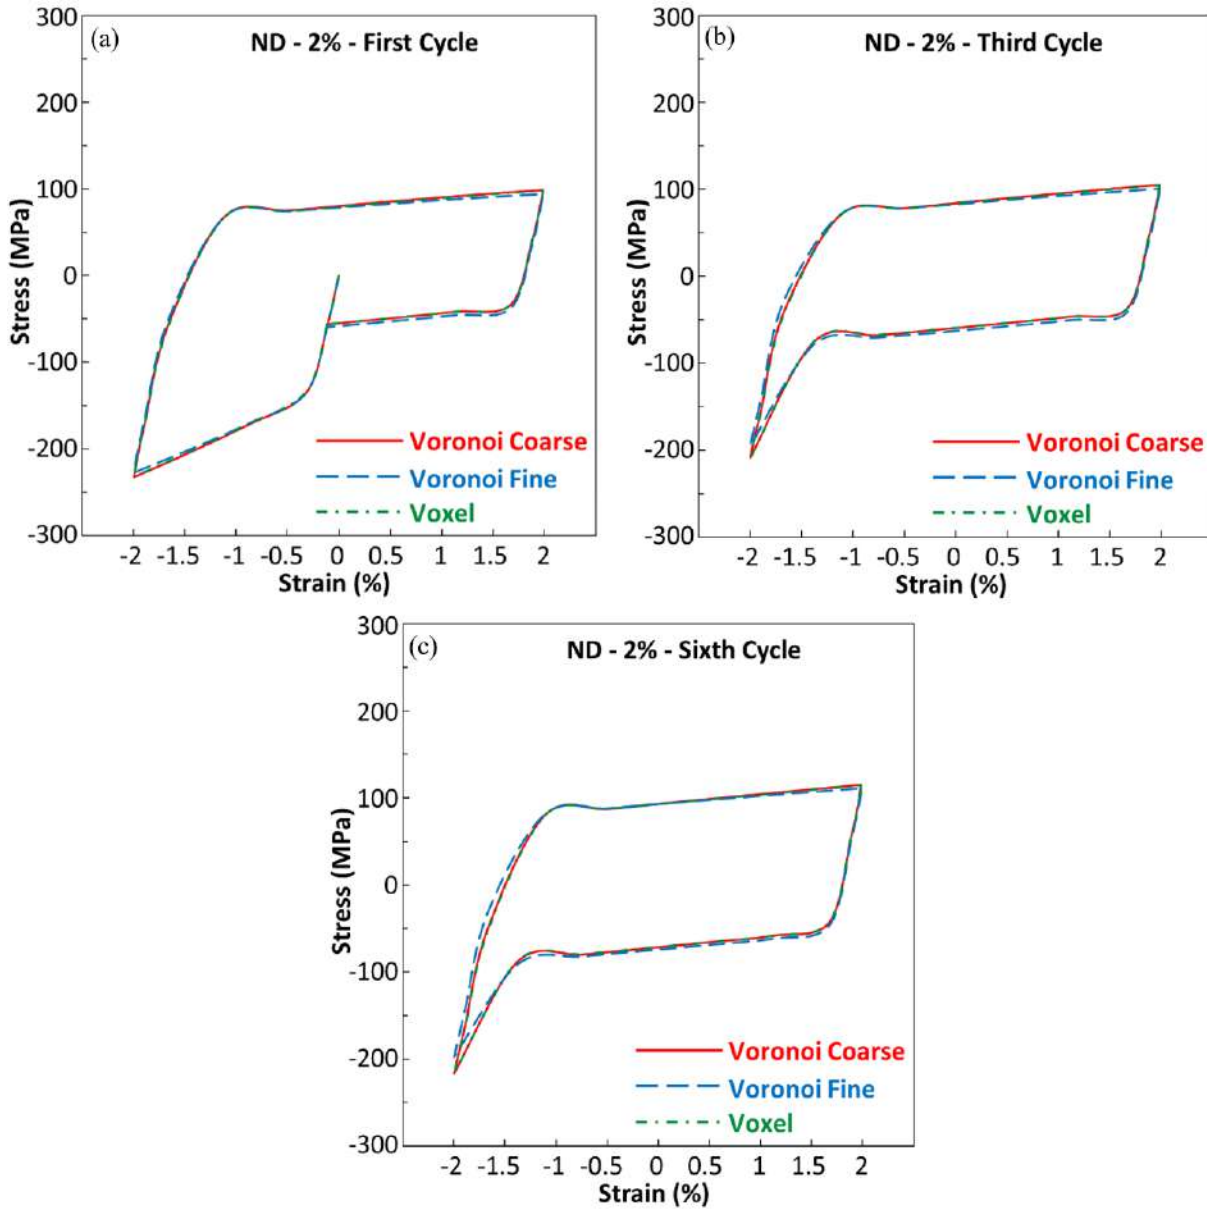 (a)
ND - 2% - First Cycle
300
200
100
0
-100
-200
-300
Stress (MPa)
Voronoi Coarse
Voronoi Fine
Voxel
-2 -1.5 -1 -0.5 0 0.5 1 1.5 2
Strain (%)
(b)
ND - 2% - Third Cycle
300
200
100
0
-100
-200
-300
Stress (MPa)
Voronoi Coarse
Voronoi Fine
Voxel
-2 -1.5 -1 -0.5 0 0.5 1 1.5 2
Strain (%)
(c)
ND - 2% - Sixth Cycle
300
200
100
0
-100
-200
-300
Stress (MPa)
Voronoi Coarse
Voronoi Fine
Voxel
-2 -1.5 -1 -0.5 0 0.5 1 1.5 2
Strain (%)